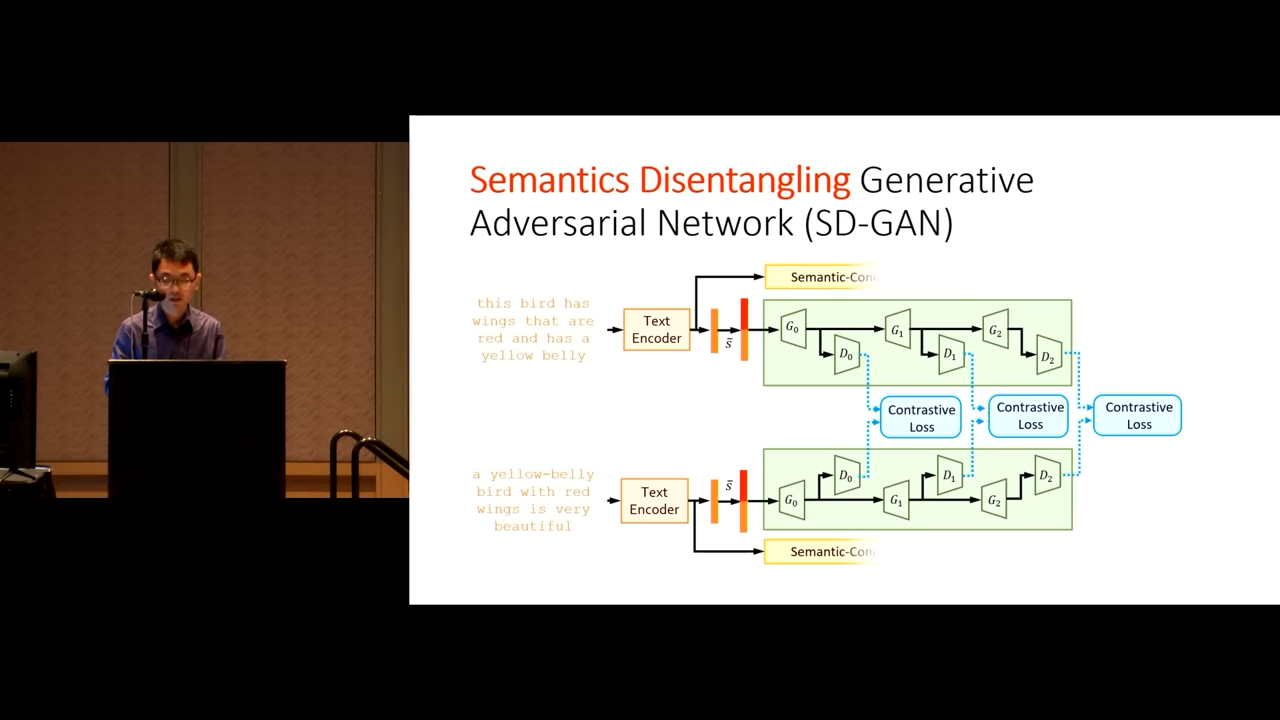 Semantics Disentangling Generative
Adversarial Network (SD-GAN)
this bird has
wings that are
red and has a
yellow belly
Text
Encoder
s̄
Semantic-Con
G₀
D₀
G₁
D₁
G₂
D₂
Contrastive
Loss
Contrastive
Loss
Contrastive
Loss
a yellow-belly
bird with red
wings is very
beautiful
Text
Encoder
s̄
G₀
D₀
G₁
D₁
G₂
D₂
Semantic-Con